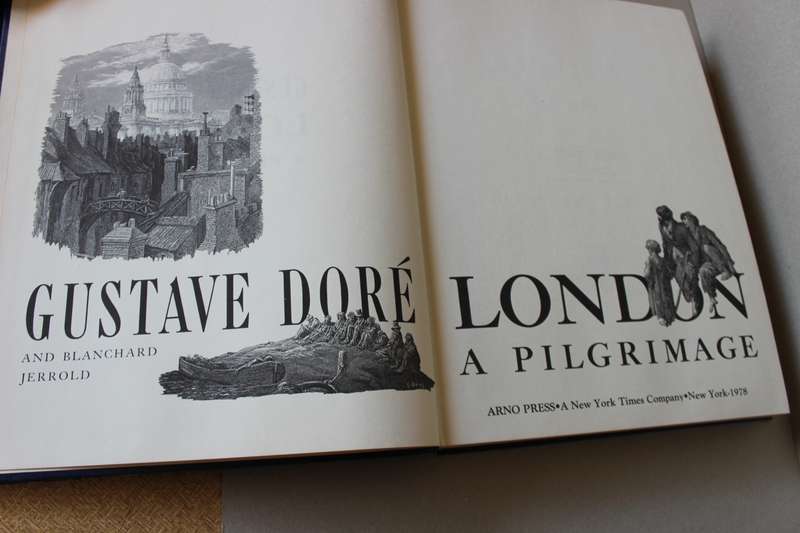 GUSTAVE DORÉ
AND BLANCHARD
JERROLD
LONDON
A PILGRIMAGE
ARNO PRESS•A New York Times Company•New York-1978